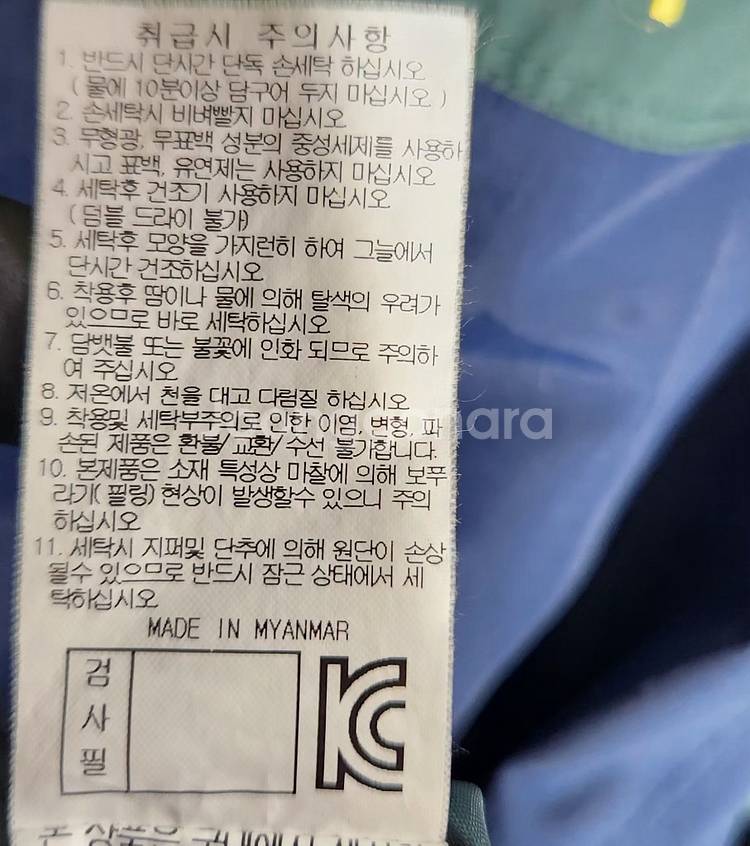 취급시 주의사항
1. 반드시 단시간 단독 손세탁 하십시오
( 물에 10분이상 담구어 두지 마십시오 )
2. 손세탁시 비벼빨지 마십시오
3. 무형광, 무표백 성분의 중성세제를 사용하
시고 표백, 유연제는 사용하지 마십시오
4. 세탁후 건조기 사용하지 마십시오
( 덤블 드라이 불가)
5. 세탁후 모양을 가지런히 하여 그늘에서
단시간 건조하십시오
6. 착용후 땀이나 물에 의해 탈색의 우려가
있으므로 바로 세탁하십시오
7. 담뱃불 또는 불꽃에 인화 되므로 주의하
여 주십시오
8. 저온에서 천을 대고 다림질 하십시오
9. 착용및 세탁부주의로 인한 이염, 변형, 파
손된 제품은 환불/교환/수선 불가합니다.
10. 본제품은 소재 특성상 마찰에 의해 보푸
라기( 필링) 현상이 발생할수 있으니 주의
하십시오
11. 세탁시 지퍼및 단추에 의해 원단이 손상
될수 있으므로 반드시 잠근 상태에서 세
탁하십시오
MADE IN MYANMAR
검
사
필
KC